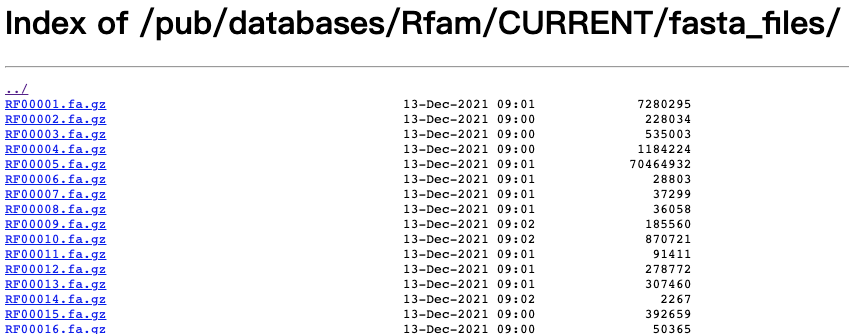 Index of /pub/databases/Rfam/CURRENT/fasta_files/
../
RF00001.fa.gz 13-Dec-2021 09:01 7280295
RF00002.fa.gz 13-Dec-2021 09:00 228034
RF00003.fa.gz 13-Dec-2021 09:00 535003
RF00004.fa.gz 13-Dec-2021 09:00 1184224
RF00005.fa.gz 13-Dec-2021 09:01 70464932
RF00006.fa.gz 13-Dec-2021 09:01 28803
RF00007.fa.gz 13-Dec-2021 09:01 37299
RF00008.fa.gz 13-Dec-2021 09:01 36058
RF00009.fa.gz 13-Dec-2021 09:02 185560
RF00010.fa.gz 13-Dec-2021 09:02 870721
RF00011.fa.gz 13-Dec-2021 09:01 91411
RF00012.fa.gz 13-Dec-2021 09:01 278772
RF00013.fa.gz 13-Dec-2021 09:01 307460
RF00014.fa.gz 13-Dec-2021 09:02 2267
RF00015.fa.gz 13-Dec-2021 09:00 392659
RF00016.fa.gz 13-Dec-2021 09:00 50365